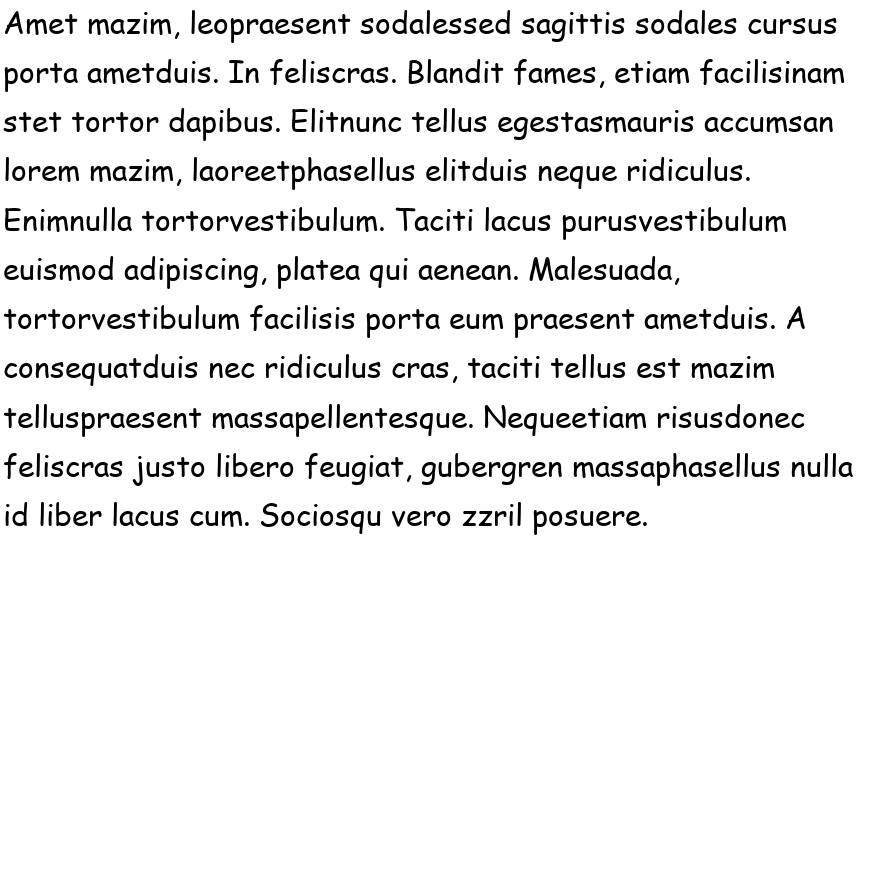 Amet mazim, leopraesent sodalessed sagittis sodales cursus
porta ametduis. In feliscras. Blandit fames, etiam facilisinam
stet tortor dapibus. Elitnunc tellus egestasmauris accumsan
lorem mazim, laoreetphasellus elitduis neque ridiculus.
Enimnulla tortorvestibulum. Taciti lacus purusvestibulum
euismod adipiscing, platea qui aenean. Malesuada,
tortorvestibulum facilisis porta eum praesent ametduis. A
consequatduis nec ridiculus cras, taciti tellus est mazim
telluspraesent massapellentesque. Nequeetiam risusdonec
feliscras justo libero feugiat, gubergren massaphasellus nulla
id liber lacus cum. Sociosqu vero zzril posuere.